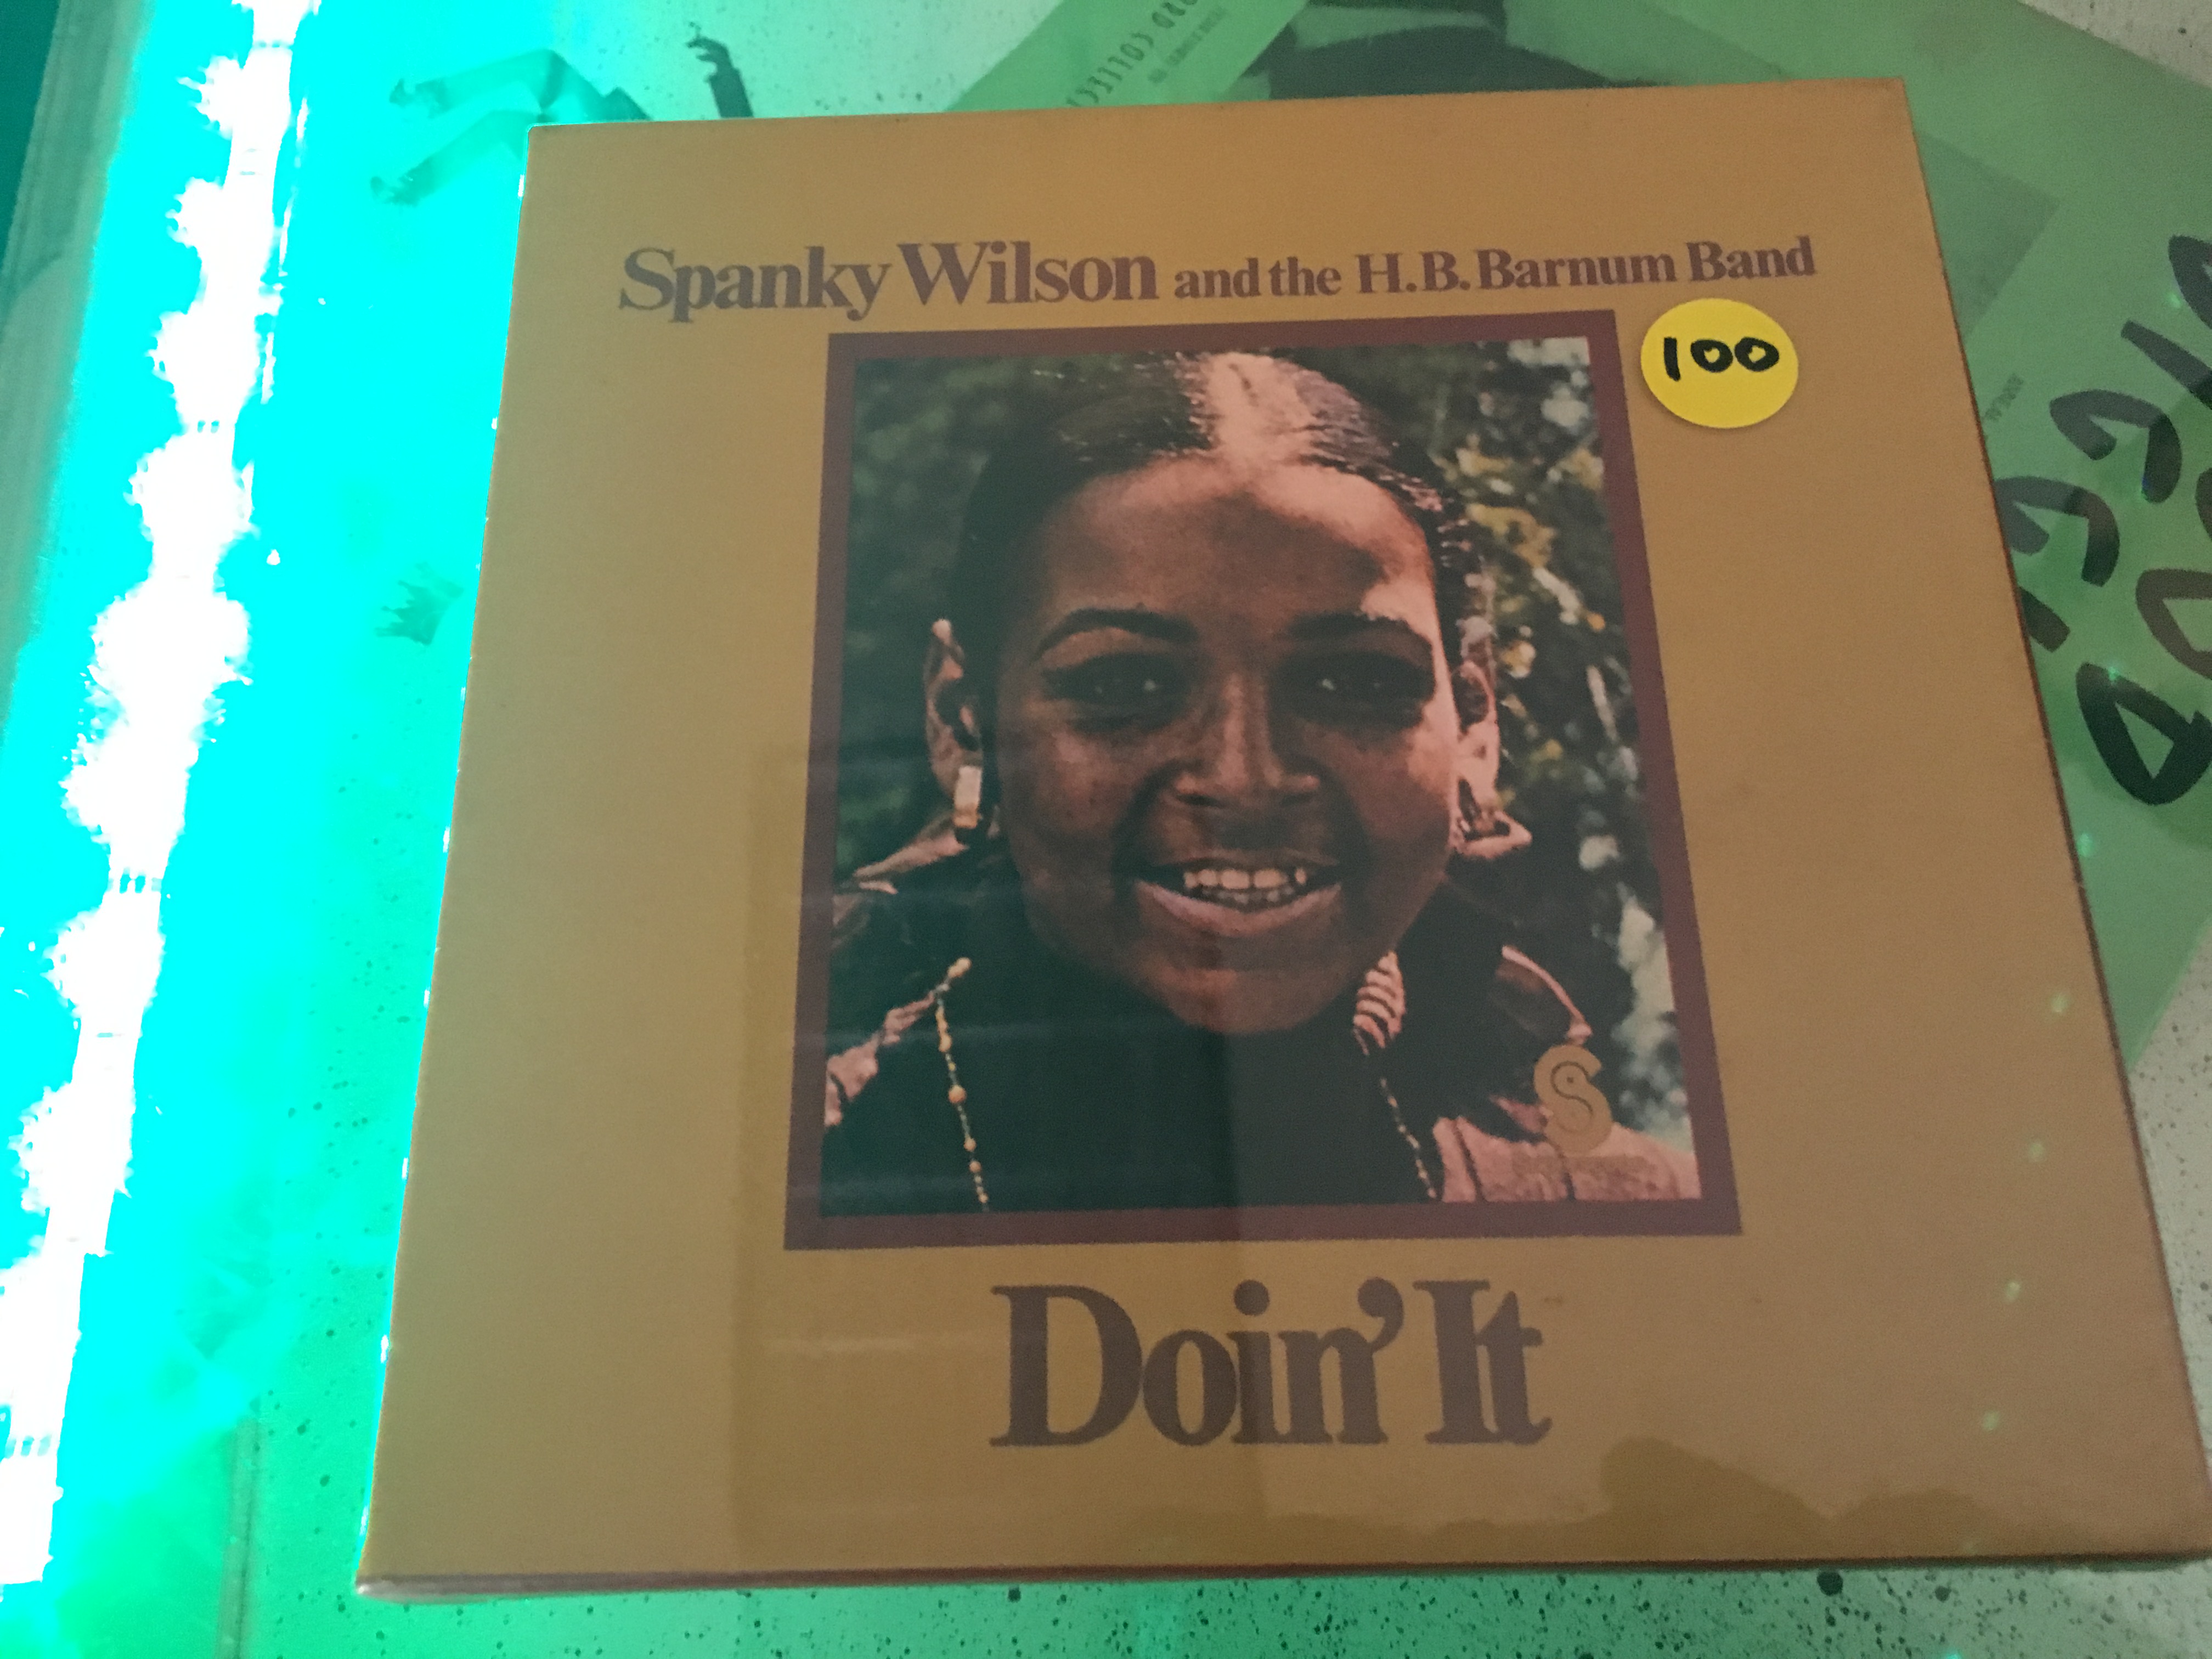 Spanky Wilson and the H.B. Barnum Band
100
S
Doin' It